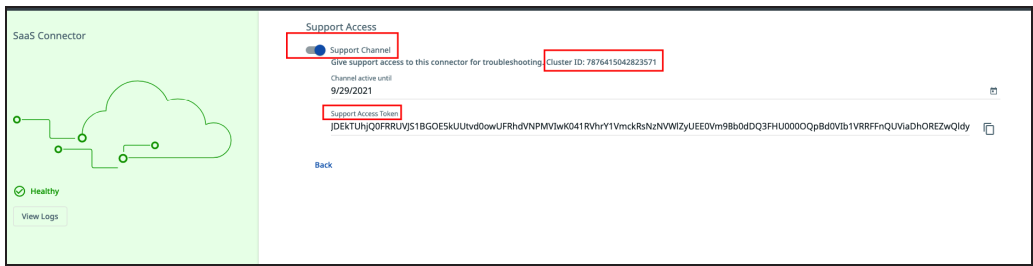 SaaS Connector
Healthy
View Logs
Support Access
Support Channel
Give support access to this connector for troubleshooting. Cluster ID: 7876415042823571
Channel active until
9/29/2021
Support Access Token
JDEkTUhjQ0FRRUVJS1BGOE5kUUtvd0owUFRhdVNPMVIwK041RVhrY1VmckRsNzNVWlZyUEE0Vm9Bb0dDQ3FHU000OQpBd0VIb1VRRFFnQUViaDhOREZwQldy
Back